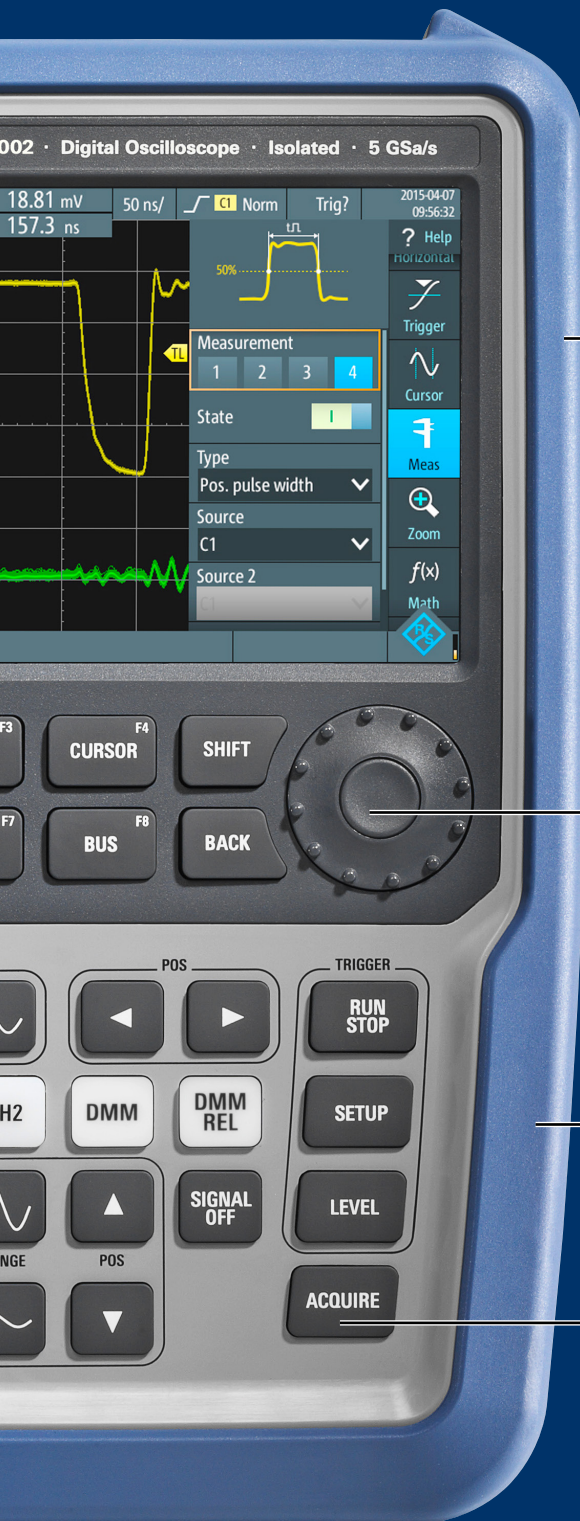 002 · Digital Oscilloscope · Isolated · 5 GSa/s
18.81 mV
157.3 ns
50 ns/
C1 Norm
Trig?
2015-04-07
09:56:32
50%
? Help
Horizontal
Trigger
TL
Measurement
1 2 3 4
Cursor
State
I
Meas
Type
Pos. pulse width
Source
C1
Zoom
Source 2
C1
f(x)
Math
R&S
F3
CURSOR F4
SHIFT
F7
BUS F8
BACK
POS
TRIGGER
RUN
STOP
H2
DMM
DMM
REL
SETUP
SIGNAL
OFF
LEVEL
NGE
POS
ACQUIRE